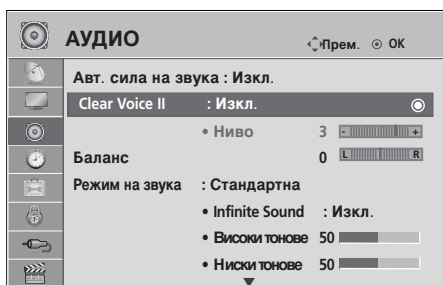 АУДИО Прем. OK
Авт. сила на звука : Изкл.
Clear Voice II : Изкл.
• Ниво 3 - +
Баланс 0 L R
Режим на звука : Стандартна
• Infinite Sound : Изкл.
• Високи тонове 50
• Ниски тонове 50